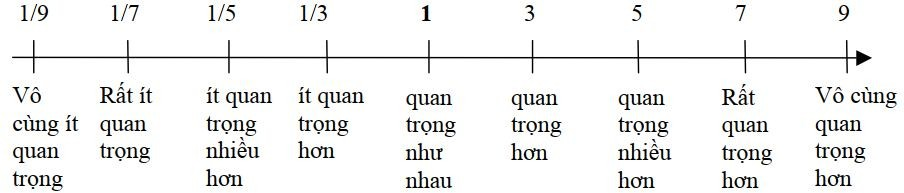 1/9 1/7 1/5 1/3 1 3 5 7 9
Vô
cùng ít
quan
trọng
Rất ít
quan
trọng
ít quan
trọng
nhiều
hơn
ít quan
trọng
hơn
quan
trọng
như
nhau
quan
trọng
hơn
quan
trọng
nhiều
hơn
Rất
quan
trọng
hơn
Vô cùng
quan
trọng
hơn